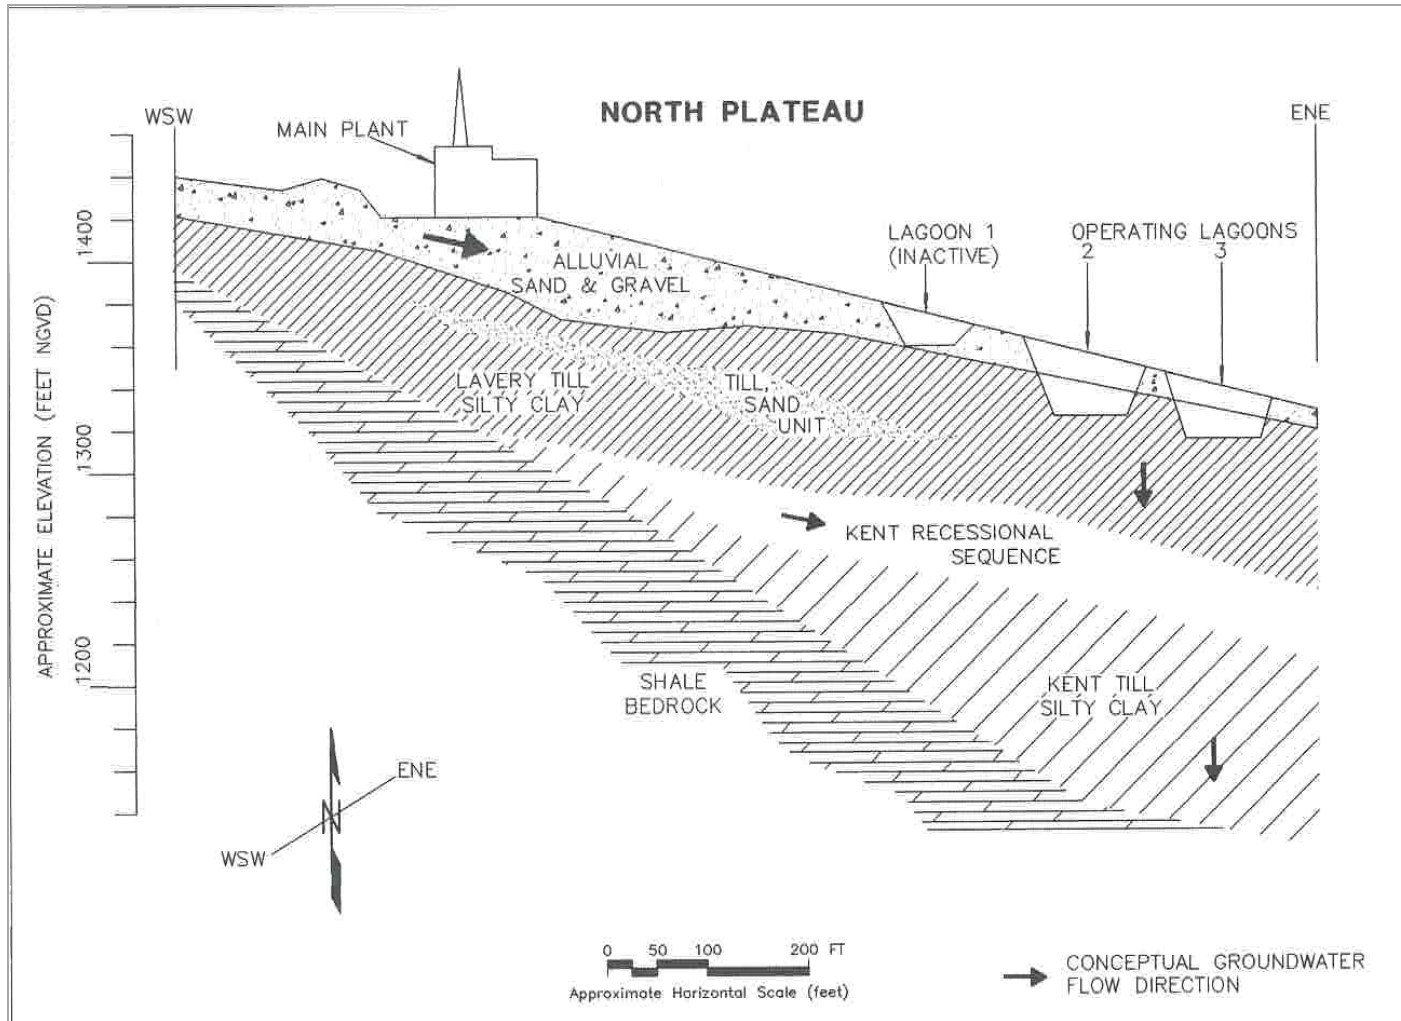 NORTH PLATEAU
WSW
ENE
MAIN PLANT
LAGOON 1
(INACTIVE)
OPERATING LAGOONS
2
3
APPROXIMATE ELEVATION (FEET NGVD)
1400
1300
1200
ALLUVIAL
SAND & GRAVEL
LAVERY TILL
SILTY CLAY
TILL,
SAND
UNIT
KENT RECESSIONAL
SEQUENCE
SHALE
BEDROCK
KENT TILL
SILTY CLAY
ENE
N
WSW
0 50 100 200 FT
Approximate Horizontal Scale (feet)
CONCEPTUAL GROUNDWATER
FLOW DIRECTION